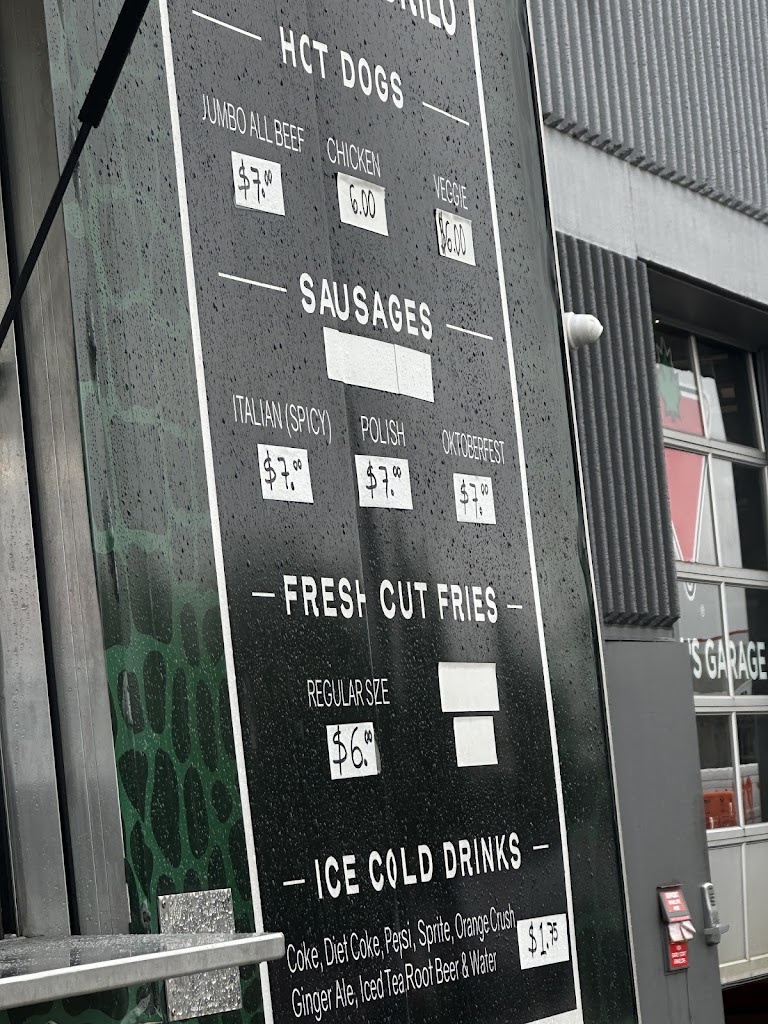 HOT DOGS
JUMBO ALL BEEF CHICKEN VEGGIE
$7.00 6.00 $6.00
SAUSAGES
ITALIAN (SPICY) POLISH OKTOBERFEST
$7.00 $7.00 $7.00
FRESH CUT FRIES
REGULAR SIZE
$6.00
ICE COLD DRINKS
Coke, Diet Coke, Pepsi, Sprite, Orange Crush $1.75
Ginger Ale, Iced Tea Root Beer & Water
'S GARAGE